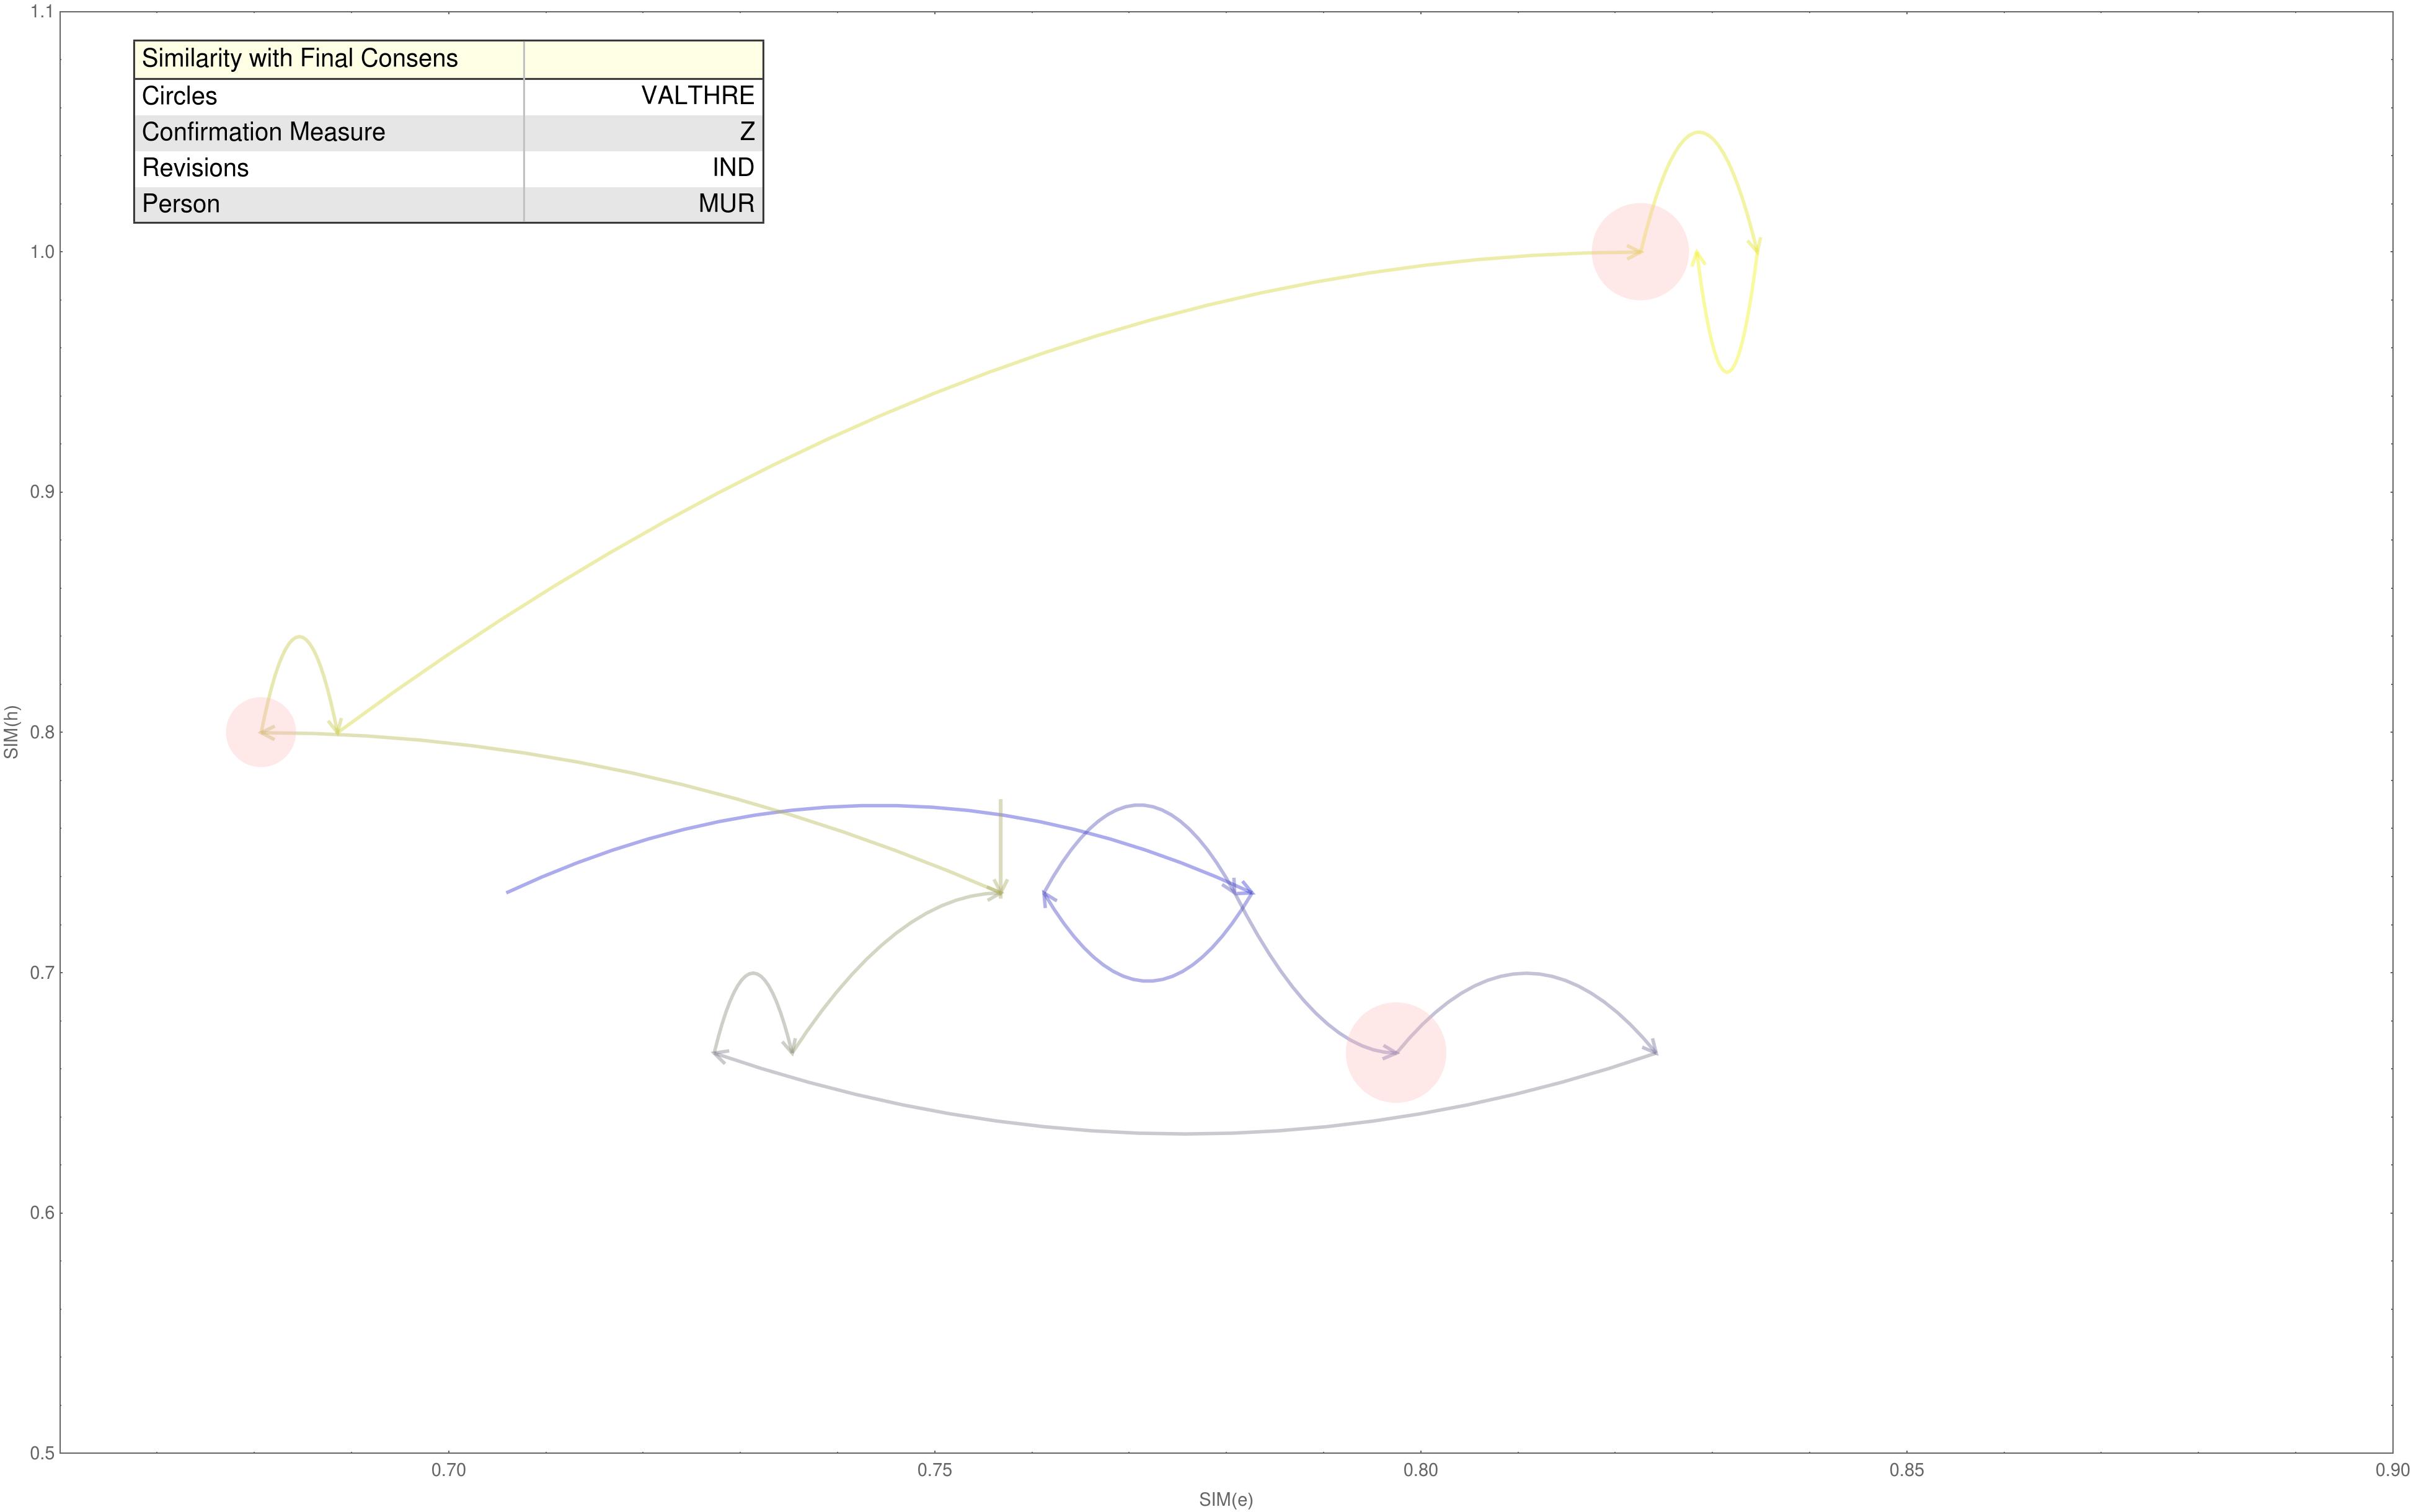 1.1
Similarity with Final Consens
Circles VALTHRE
Confirmation Measure Z
Revisions IND
Person MUR
1.0
0.9
0.8
SIM(h)
0.7
0.6
0.5
0.70 0.75 0.80 0.85 0.90
SIM(e)